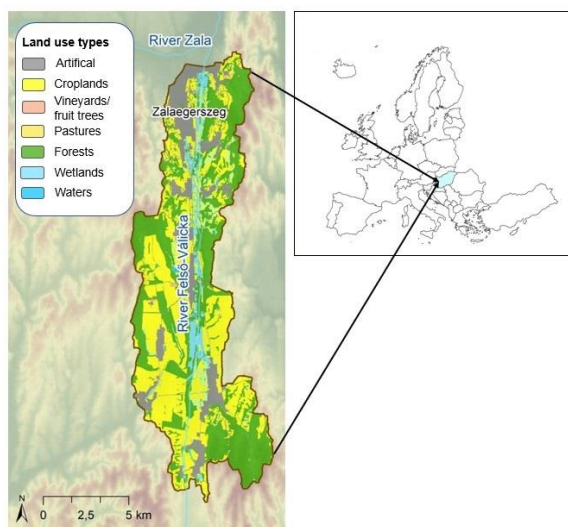 River Zala
Land use types
Artifical
Croplands
Vineyards/
fruit trees
Pastures
Forests
Wetlands
Waters
Zalaegerszeg
River Felső-Válicka
N
0 2,5 5 km